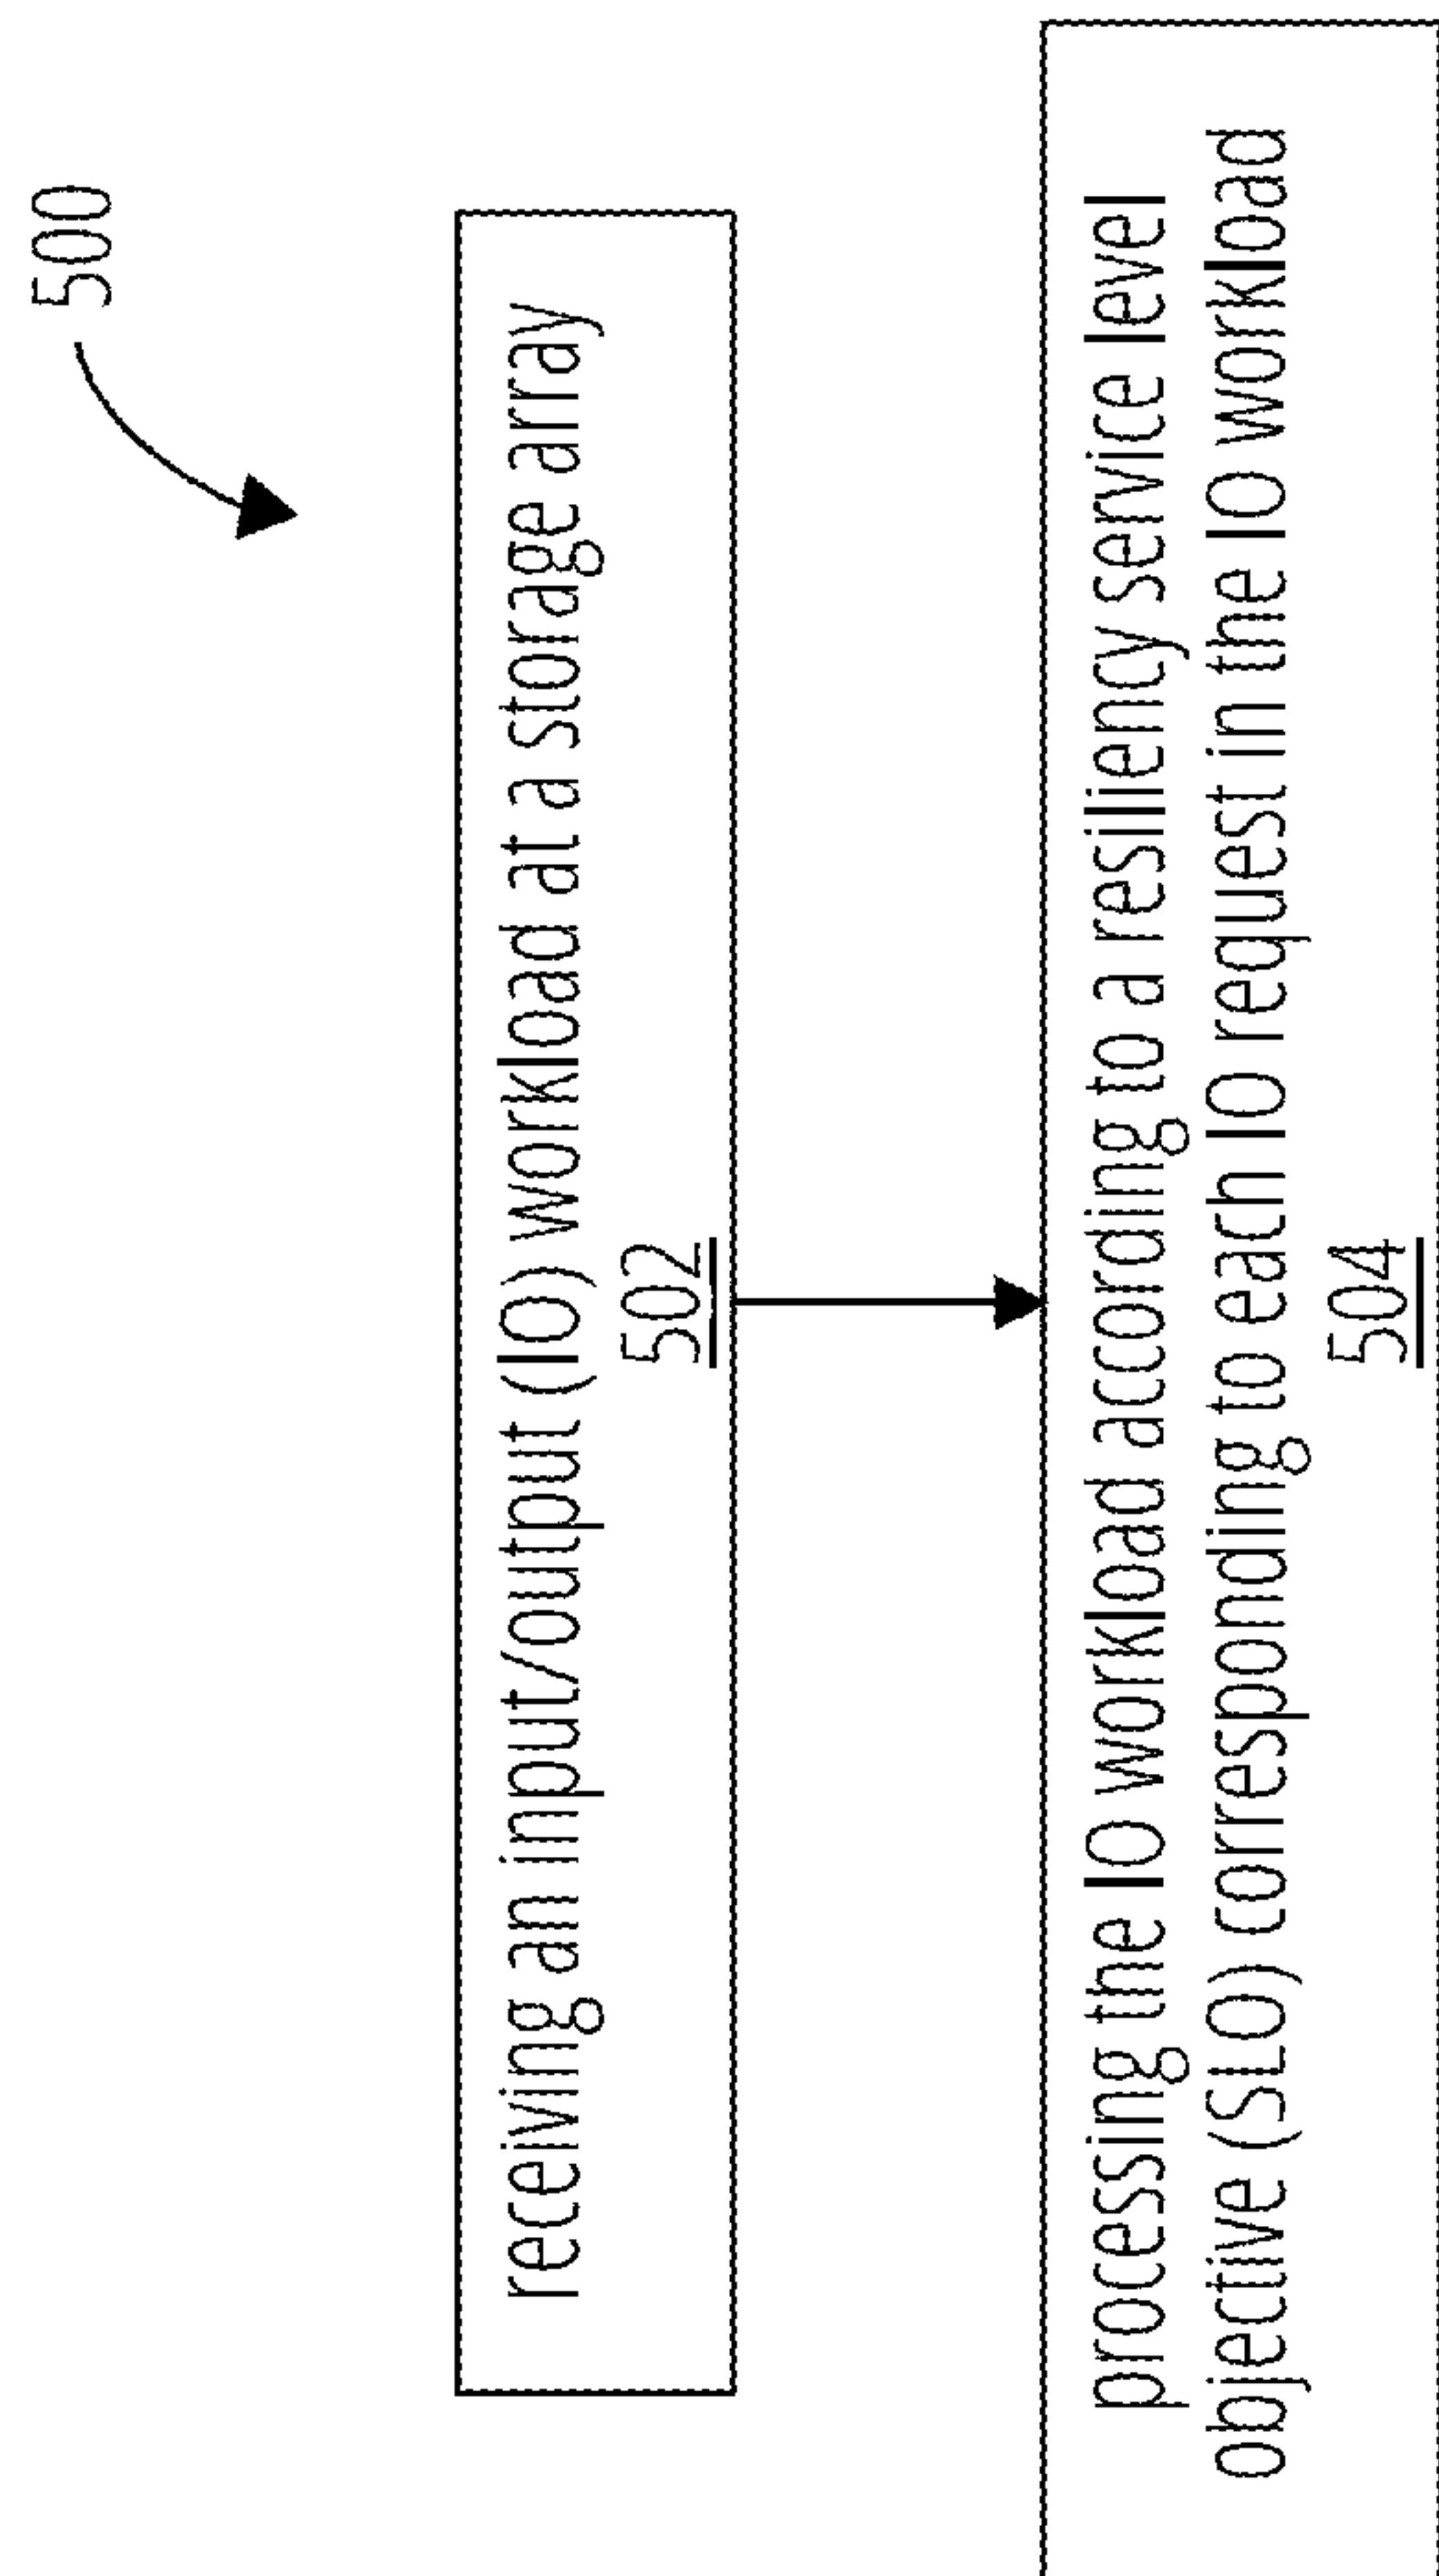 500
receiving an input/output (IO) workload at a storage array
502
processing the IO workload according to a resiliency service level
objective (SLO) corresponding to each IO request in the IO workload
504